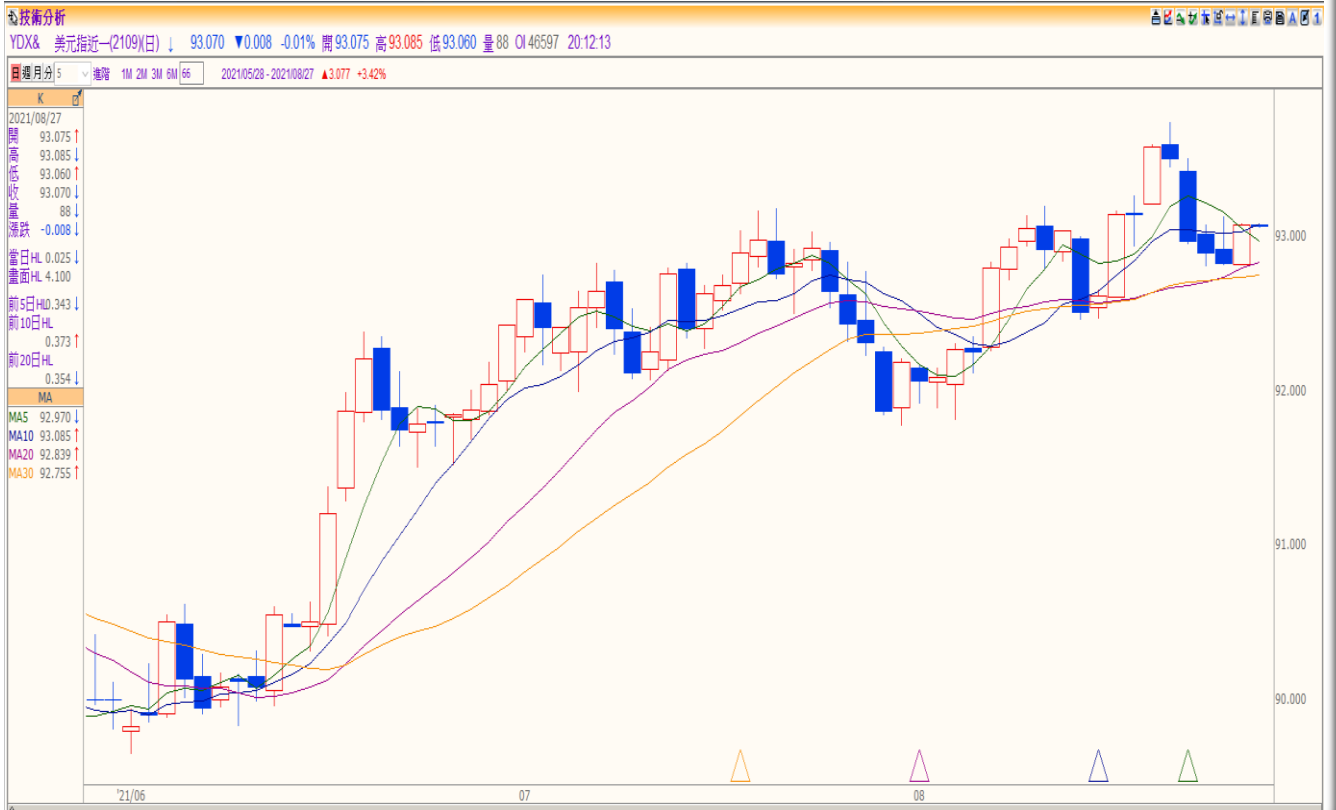 技術分析
YDX& 美元指近一(2109)(日) ↓ 93.070 ▼0.008 -0.01% 開 93.075 高 93.085 低 93.060 量 88 OI 46597 20:12:13
日 週 月 分 5 進階 1M 2M 3M 6M 66 2021/05/28 - 2021/08/27 ▲3.077 +3.42%
K
2021/08/27
開 93.075 ↑
高 93.085 ↓
低 93.060 ↑
收 93.070 ↓
量 88 ↓
漲跌 -0.008 ↓
當日HL 0.025 ↓
畫面HL 4.100
前5日HL 0.343 ↓
前10日HL
0.373 ↑
前20日HL
0.354 ↓
MA
MA5 92.970 ↓
MA10 93.085 ↑
MA20 92.839 ↑
MA30 92.755 ↑
93.000
92.000
91.000
90.000
'21/06 07 08